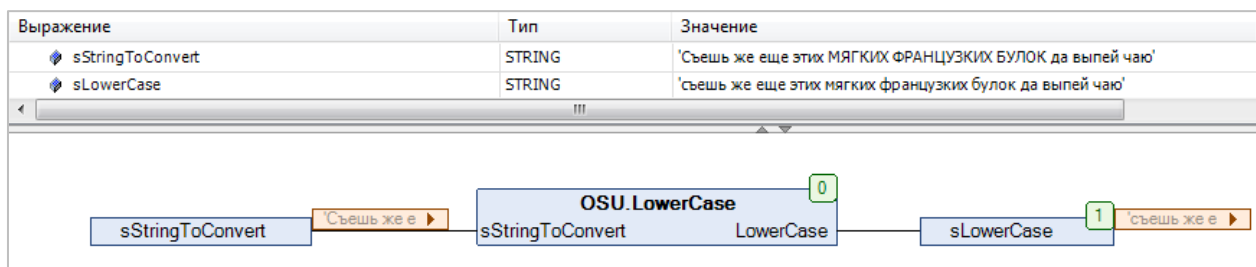 Выражение Тип Значение
sStringToConvert STRING 'Съешь же еще этих МЯГКИХ ФРАНЦУЗКИХ БУЛОК да выпей чаю'
sLowerCase STRING 'съешь же еще этих мягких французких булок да выпей чаю'
0
OSU.LowerCase
'Съешь же е 1 'съешь же е
sStringToConvert sStringToConvert LowerCase sLowerCase